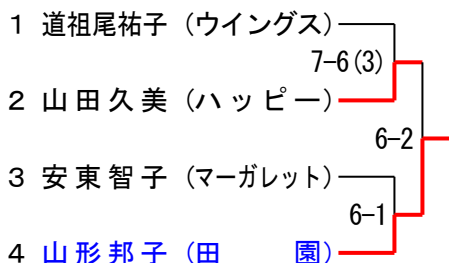 1 道祖尾祐子（ウイングス）
7-6(3)
2 山田久美（ハッピー）
6-2
3 安東智子（マーガレット）
6-1
4 山形邦子（田　　園）